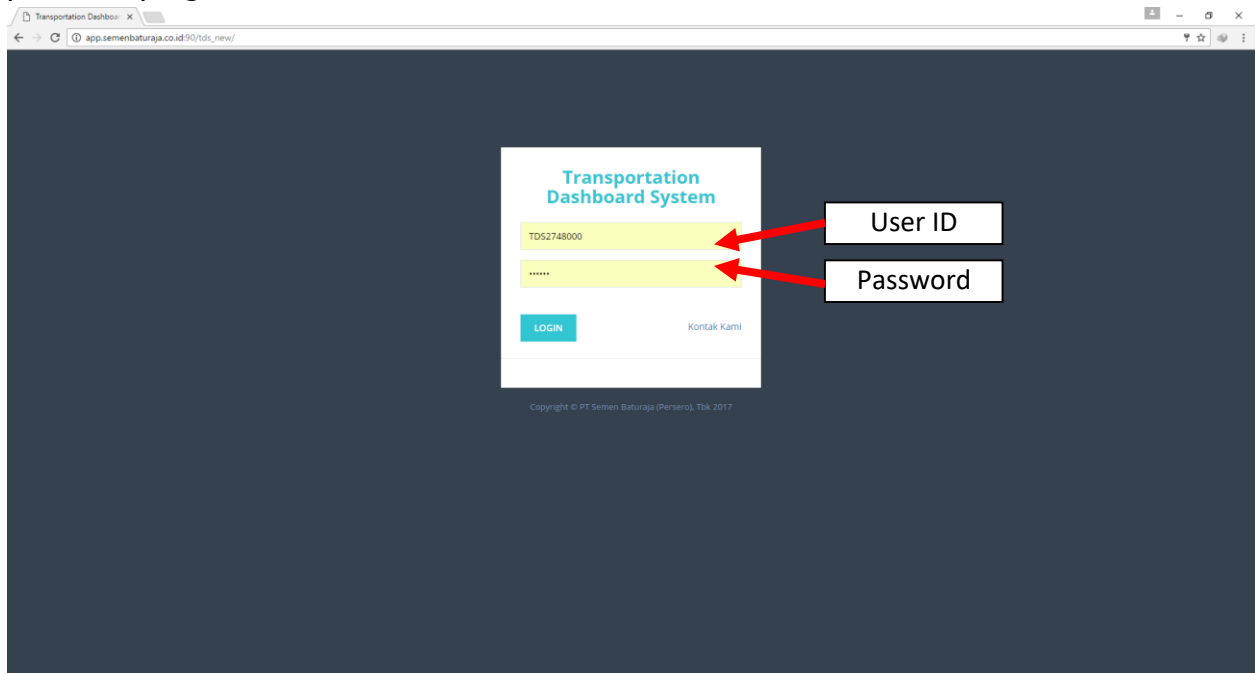 Transportation Dashboar
app.semenbaturaja.co.id:90/tds_new/
Transportation
Dashboard System
TDS2748000
••••••
User ID
Password
LOGIN
Kontak Kami
Copyright © PT Semen Baturaja (Persero), Tbk 2017